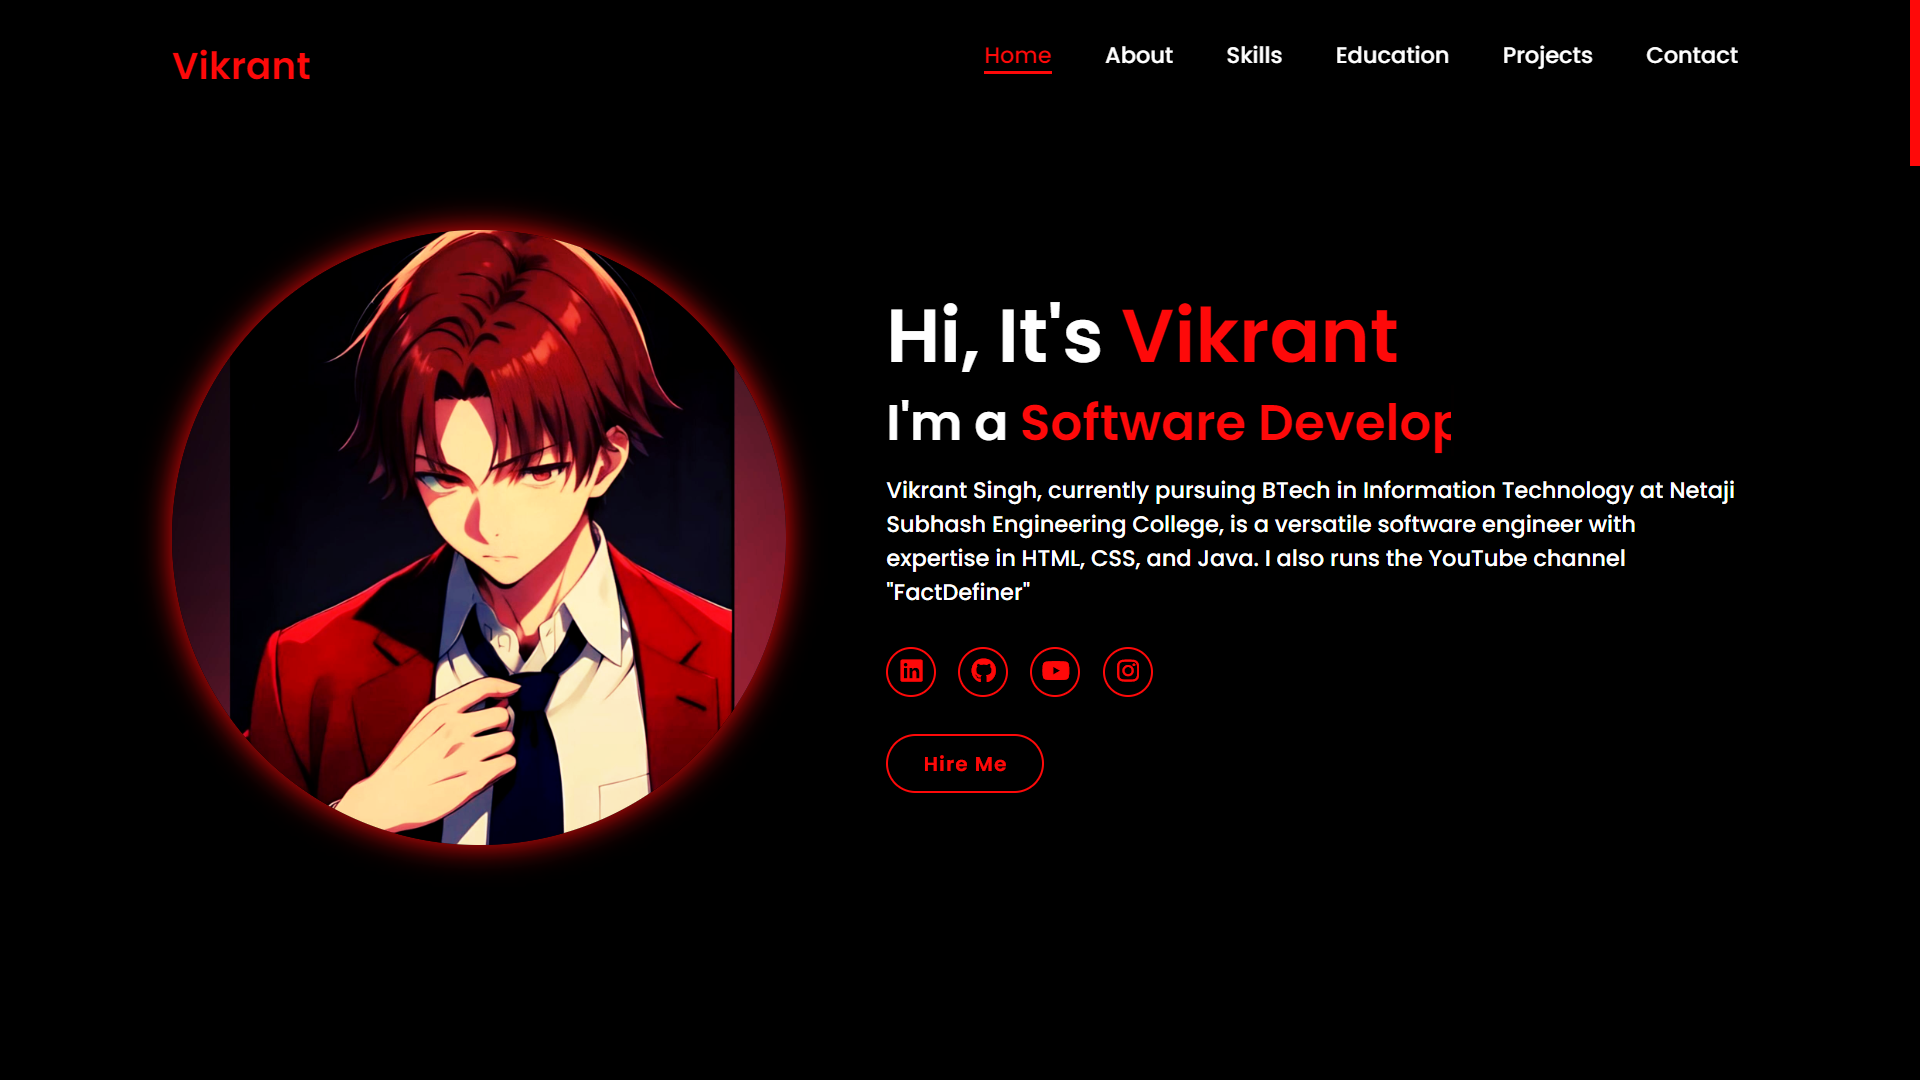 Vikrant
Home About Skills Education Projects Contact
Hi, It's Vikrant
I'm a Software Develop
Vikrant Singh, currently pursuing BTech in Information Technology at Netaji
Subhash Engineering College, is a versatile software engineer with
expertise in HTML, CSS, and Java. I also runs the YouTube channel
"FactDefiner"
in
Hire Me